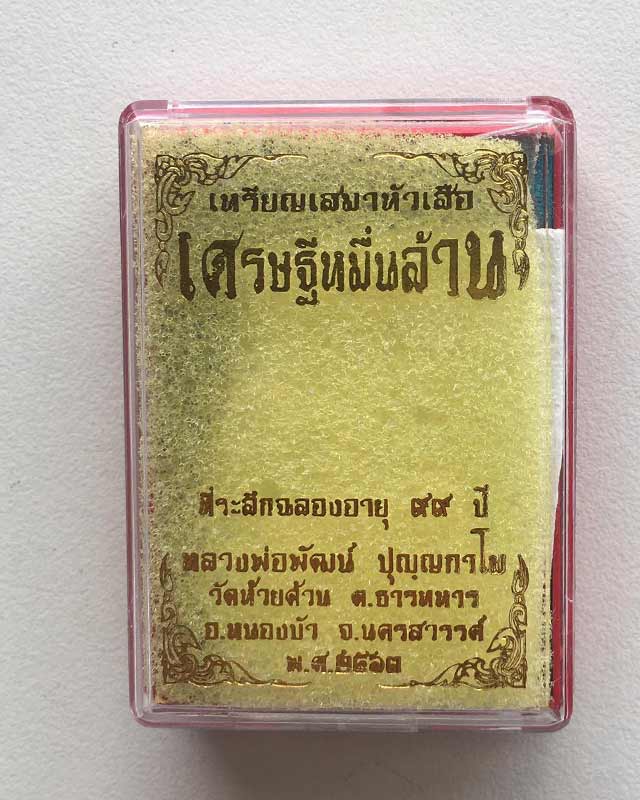 เหรียญเสมาหัวเสือ
เศรษฐีหมื่นล้าน
ที่ระลึกฉลองอายุ ๙๙ ปี
หลวงพ่อพัฒน์ ปุญฺญกาโม
วัดห้วยด้วน ต.ธารทหาร
อ.หนองบัว จ.นครสวรรค์
พ.ศ.๒๕๖๓